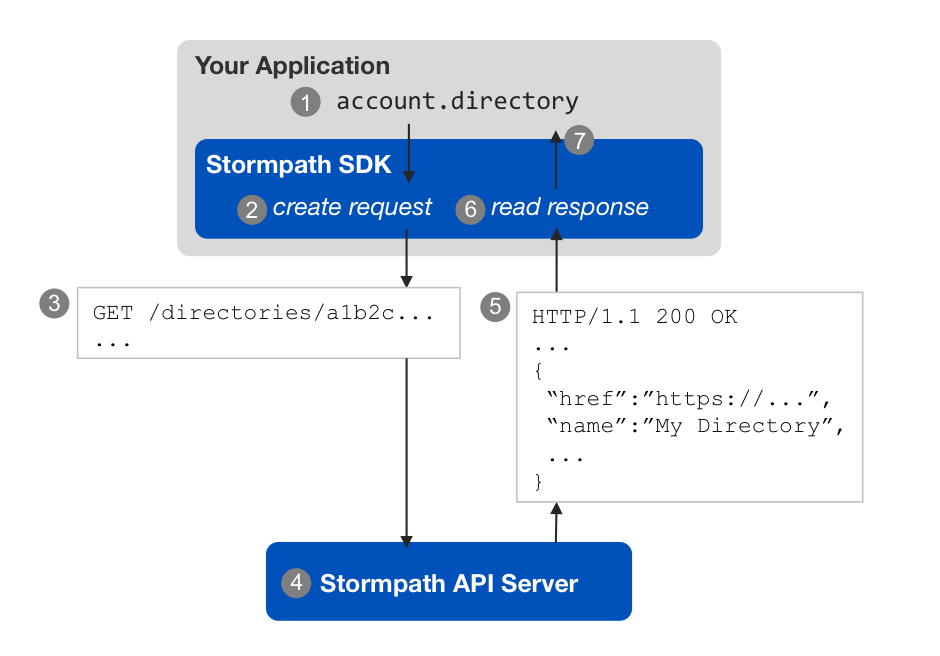 Your Application
1 account.directory
7
Stormpath SDK
2 create request
6 read response
3
GET /directories/a1b2c...
...
5
HTTP/1.1 200 OK
...
{
“href”:”https://...”,
“name”:”My Directory”,
...
}
4 Stormpath API Server